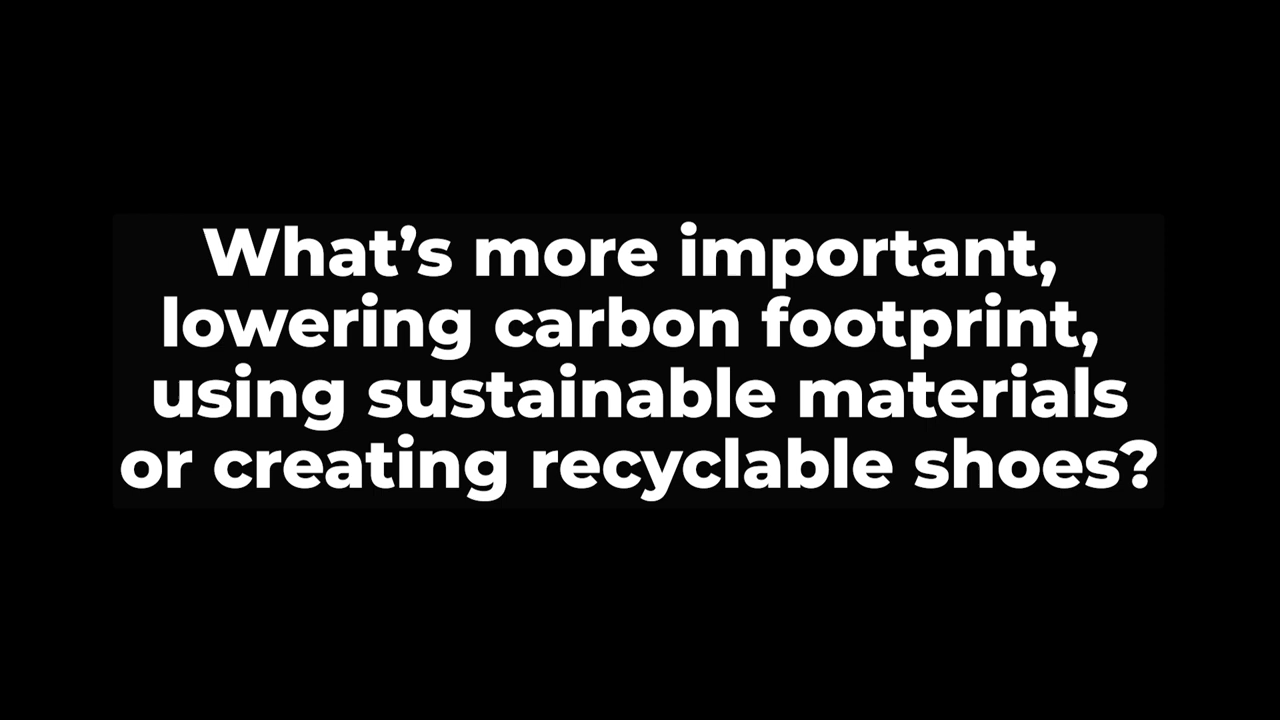 What’s more important,
lowering carbon footprint,
using sustainable materials
or creating recyclable shoes?